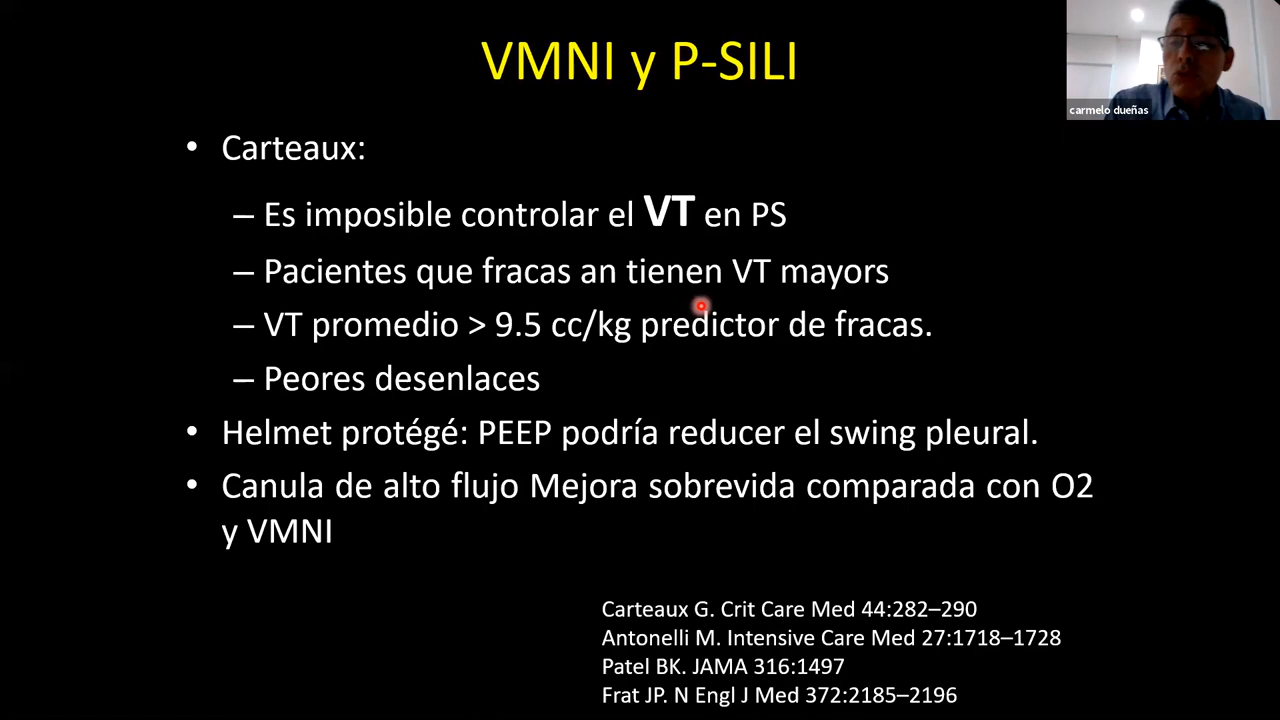 VMNI y P-SILI
carmelo dueñas
• Carteaux:
– Es imposible controlar el VT en PS
– Pacientes que fracas an tienen VT mayors
– VT promedio > 9.5 cc/kg predictor de fracas.
– Peores desenlaces
• Helmet protégé: PEEP podría reducer el swing pleural.
• Canula de alto flujo Mejora sobrevida comparada con O2
y VMNI
Carteaux G. Crit Care Med 44:282–290
Antonelli M. Intensive Care Med 27:1718–1728
Patel BK. JAMA 316:1497
Frat JP. N Engl J Med 372:2185–2196